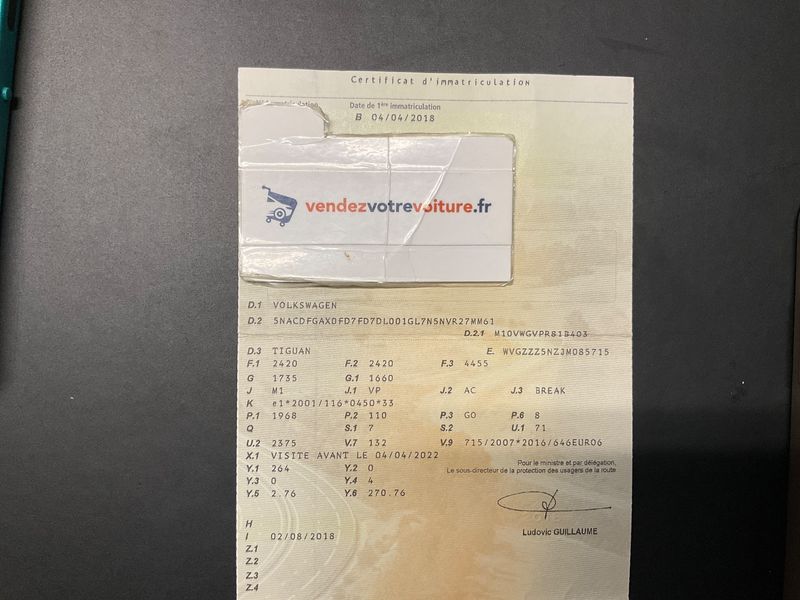 Certificat d'immatriculation
Date de 1ère immatriculation
B 04/04/2018
vendezvotrevoiture.fr
D.1 VOLKSWAGEN
D.2 5NACDFGAX0FD7FD7DL001GL7N5NVR27MM61
D.2.1 M10VWGVPR81B403
D.3 TIGUAN E. WVGZZZ5NZJM085715
F.1 2420 F.2 2420 F.3 4455
G 1735 G.1 1660
J M1 J.1 VP J.2 AC J.3 BREAK
K e1*2001/116*0450*33
P.1 1968 P.2 110 P.3 GO P.6 8
Q S.1 7 S.2 U.1 71
U.2 2375 V.7 132 V.9 715/2007*2016/646EURO6
X.1 VISITE AVANT LE 04/04/2022
Y.1 264 Y.2 0
Y.3 0 Y.4 4
Y.5 2.76 Y.6 270.76
Pour le ministre et par délégation,
Le sous-directeur de la protection des usagers de la route
Ludovic GUILLAUME
H
I 02/08/2018
Z.1
Z.2
Z.3
Z.4